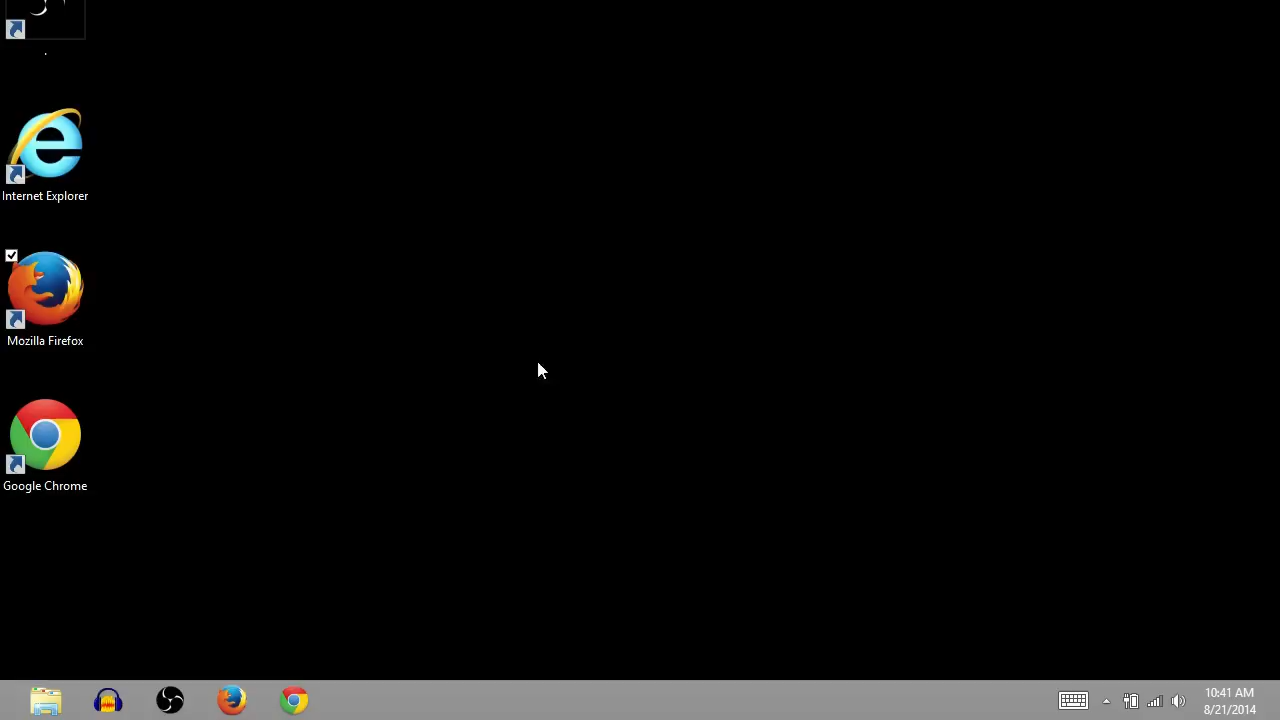 .
Internet Explorer
Mozilla Firefox
Google Chrome
10:41 AM
8/21/2014